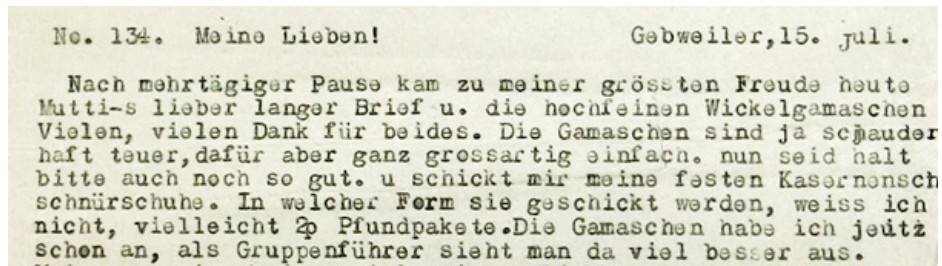 No. 134. Meine Lieben! Gebweiler,15. Juli.
Nach mehrtägiger Pause kam zu meiner grössten Freude heute
Mutti-s lieber langer Brief u. die hochfeinen Wickelgamaschen
Vielen, vielen Dank für beides. Die Gamaschen sind ja schauder
haft teuer,dafür aber ganz grossartig einfach. nun seid halt
bitte auch noch so gut. u schickt mir meine festen Kasernensch
schnürschuhe. In welcher Form sie geschickt werden, weiss ich
nicht, vielleicht 2 Pfundpakete.Die Gamaschen habe ich jeutz
schon an, als Gruppenführer sieht man da viel besser aus.